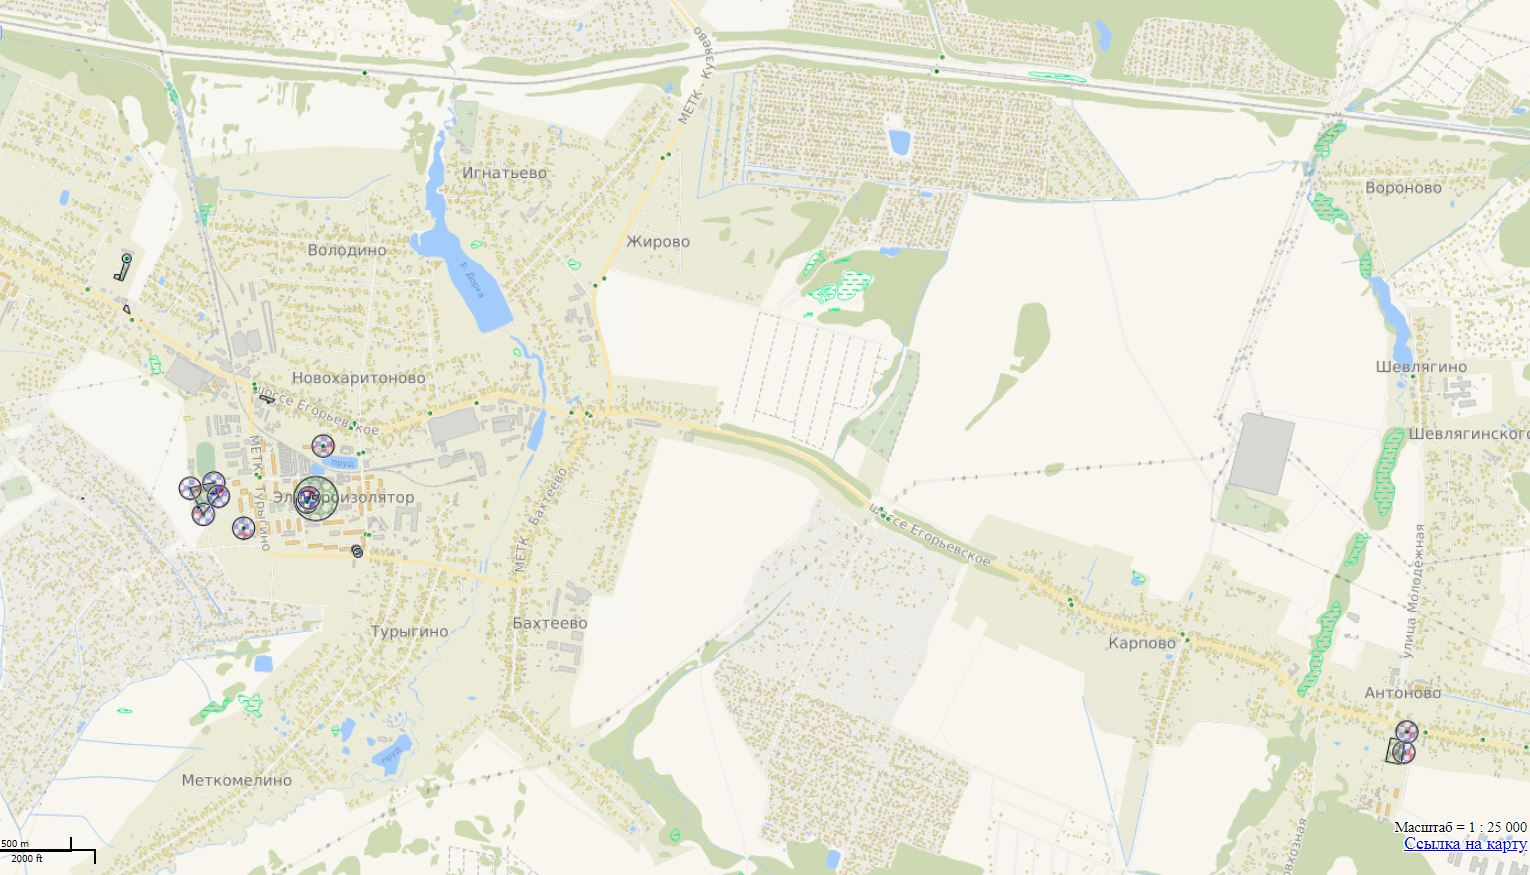 МЕТК - Кузяево
Игнатьево
Вороново
Жирово
Володино
р. Дорка
Шевлягино
Новохаритоново
шоссе Егорьевское
Шевлягинского
МЕТК
Турыгино
пруд
Электроизолятор
МЕТК - Бахтеево
шоссе Егорьевское
улица Молодёжная
Бахтеево
Турыгино
Карпово
Антоново
пруд
Меткомелино
500 m
2000 ft
Масштаб = 1 : 25 000
Ссылка на карту